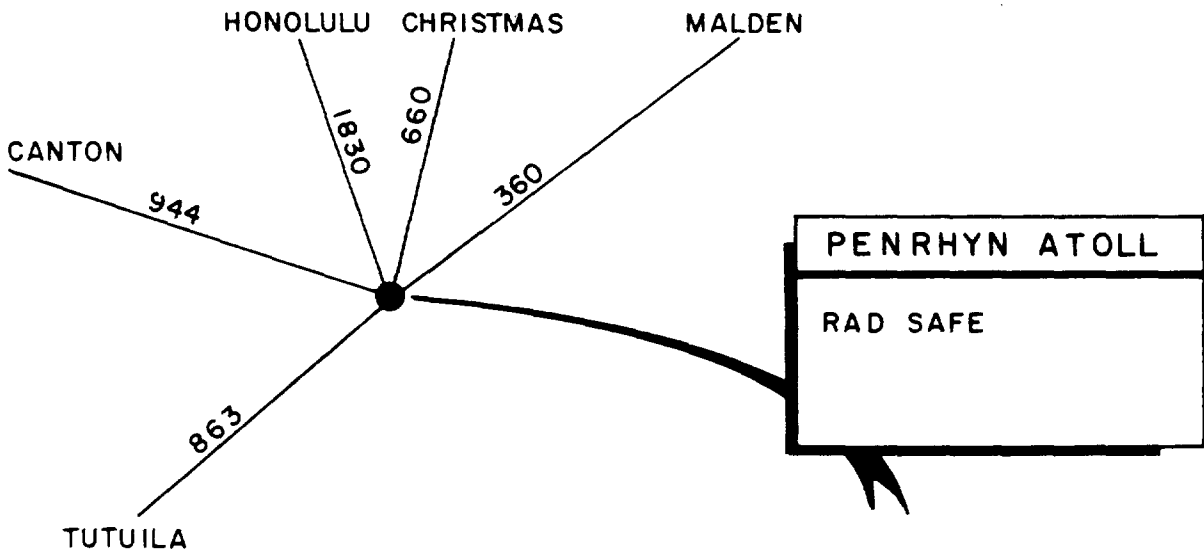 HONOLULU CHRISTMAS MALDEN
1830
660
360
CANTON
944
PENRHYN ATOLL
RAD SAFE
863
TUTUILA